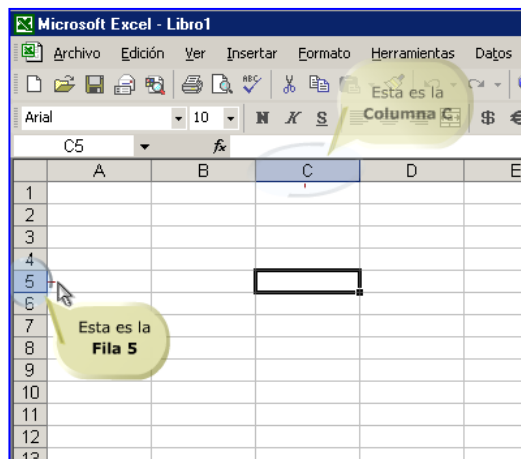 Microsoft Excel - Libro1
Archivo Edición Ver Insertar Formato Herramientas Datos
Esta es la
Columna C
Arial 10 N K S $ €
C5 fx
A B C D E
1
2
3
4
5
6
7
Esta es la
8
Fila 5
9
10
11
12
13